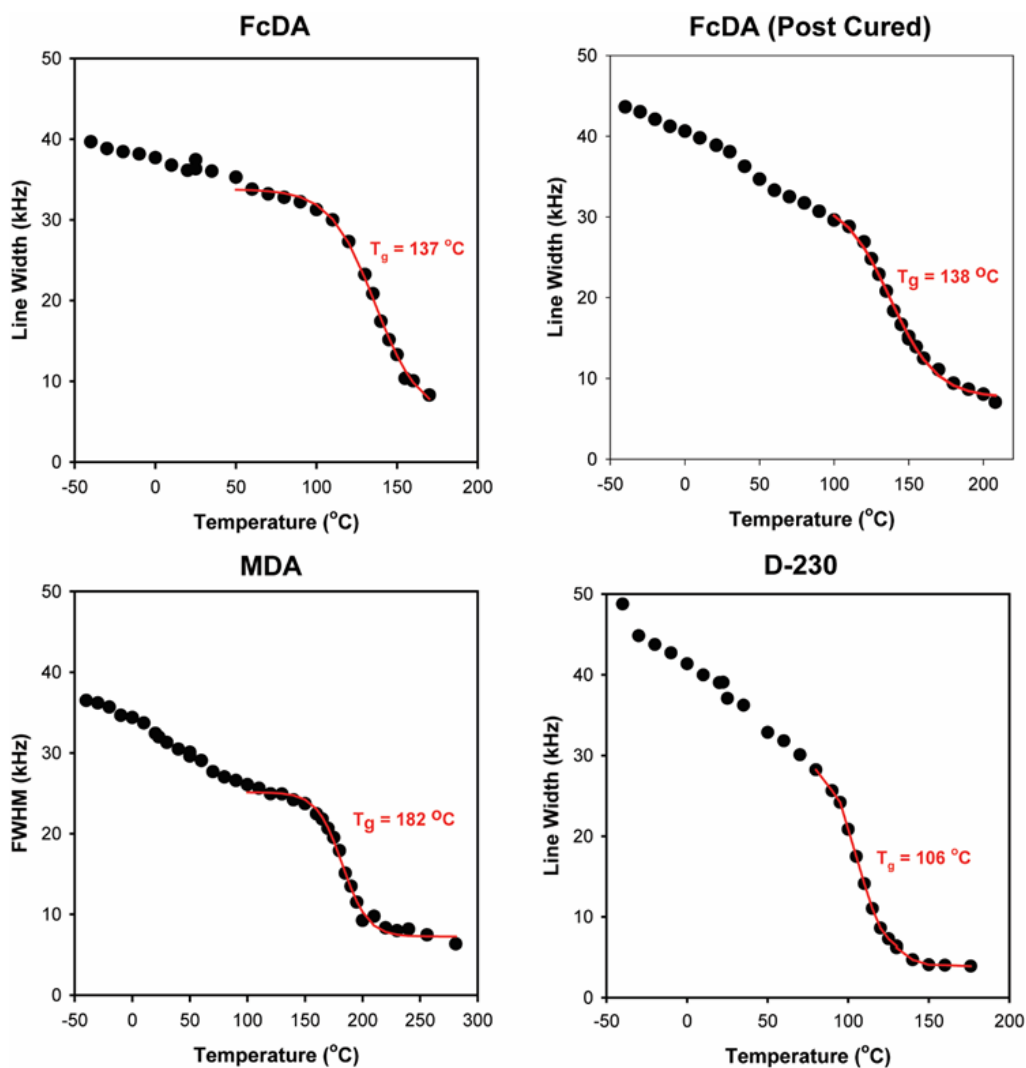 FcDA
50
40
30
20
10
0
Line Width (kHz)
T_g = 137 °C
-50 0 50 100 150 200
Temperature (°C)
FcDA (Post Cured)
50
40
30
20
10
0
Line Width (kHz)
Tg = 138 °C
-50 0 50 100 150 200
Temperature (°C)
MDA
50
40
30
20
10
0
FWHM (kHz)
Tg = 182 °C
-50 0 50 100 150 200 250 300
Temperature (°C)
D-230
50
40
30
20
10
0
Line Width (kHz)
T_g = 106 °C
-50 0 50 100 150 200
Temperature (°C)